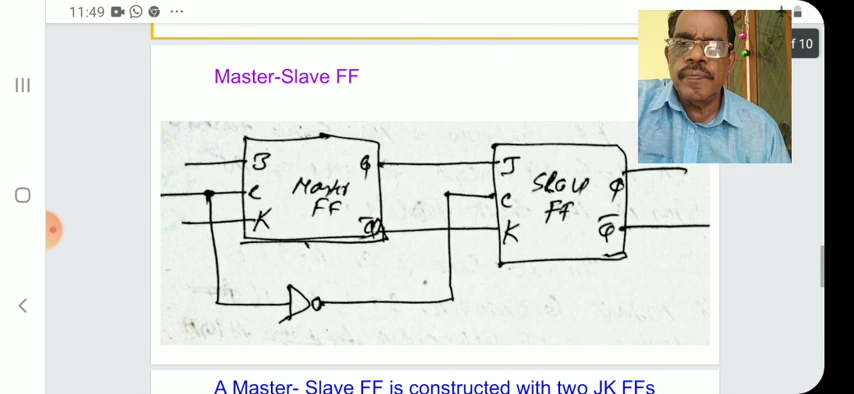 11:49
of 10
Master-Slave FF
J Q J
C Master Slave Q
FF C FF
K Q̅ K Q̅
A Master- Slave FF is constructed with two JK FFs